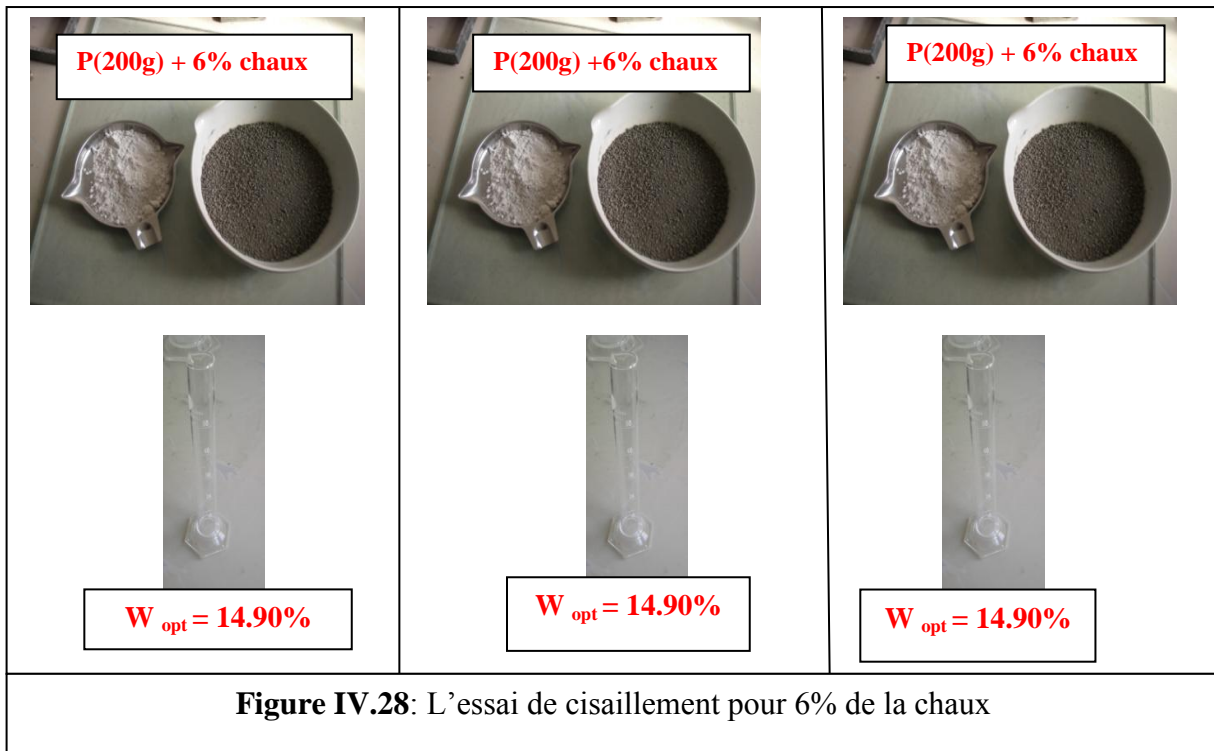 P(200g) + 6% chaux
P(200g) +6% chaux
P(200g) + 6% chaux
W opt = 14.90%
W opt = 14.90%
W opt = 14.90%
Figure IV.28: L’essai de cisaillement pour 6% de la chaux